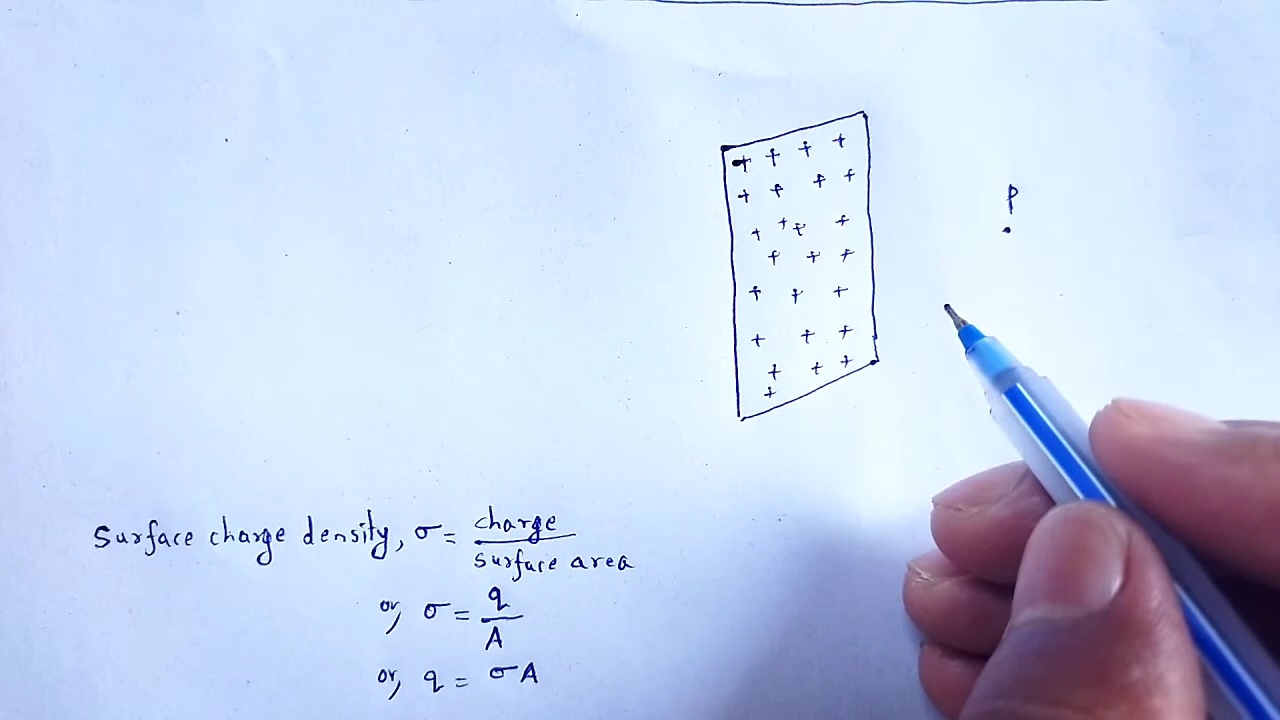 P
Surface charge density, σ = charge / surface area
or, σ = q / A
or, q = σA